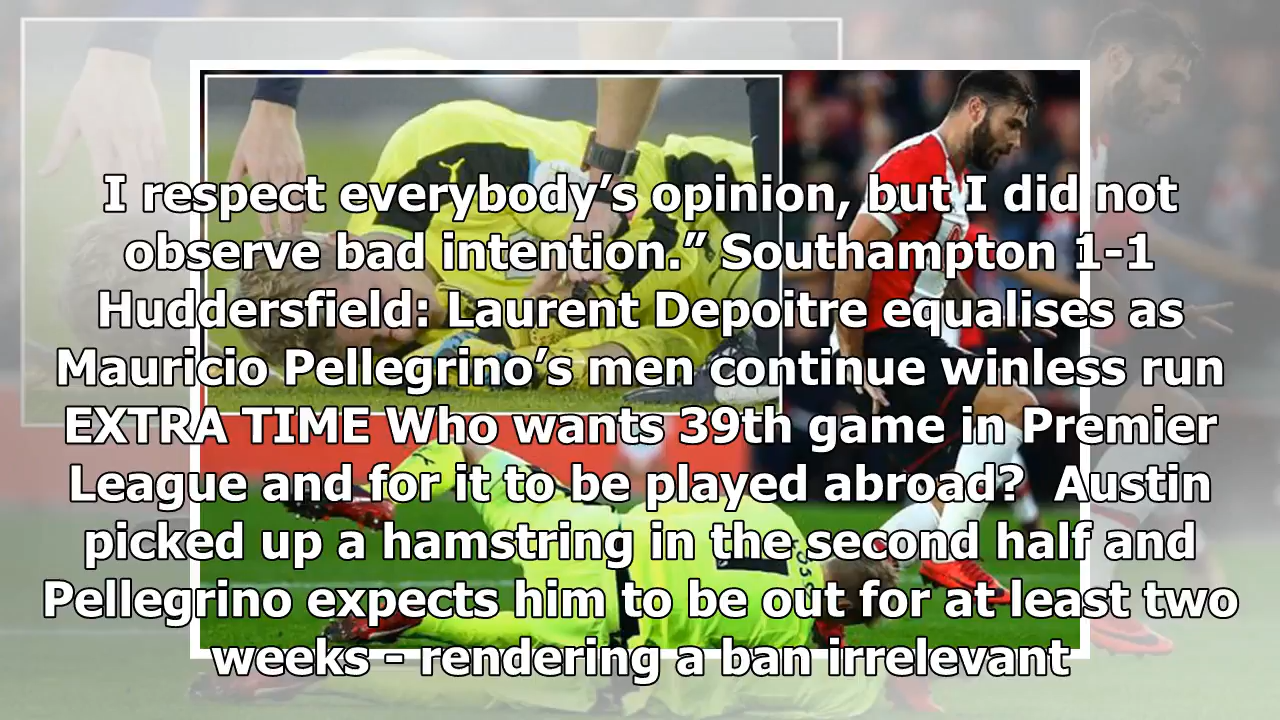 I respect everybody’s opinion, but I did not
observe bad intention.” Southampton 1-1
Huddersfield: Laurent Depoitre equalises as
Mauricio Pellegrino’s men continue winless run
EXTRA TIME Who wants 39th game in Premier
League and for it to be played abroad?  Austin
picked up a hamstring in the second half and
Pellegrino expects him to be out for at least two
weeks - rendering a ban irrelevant